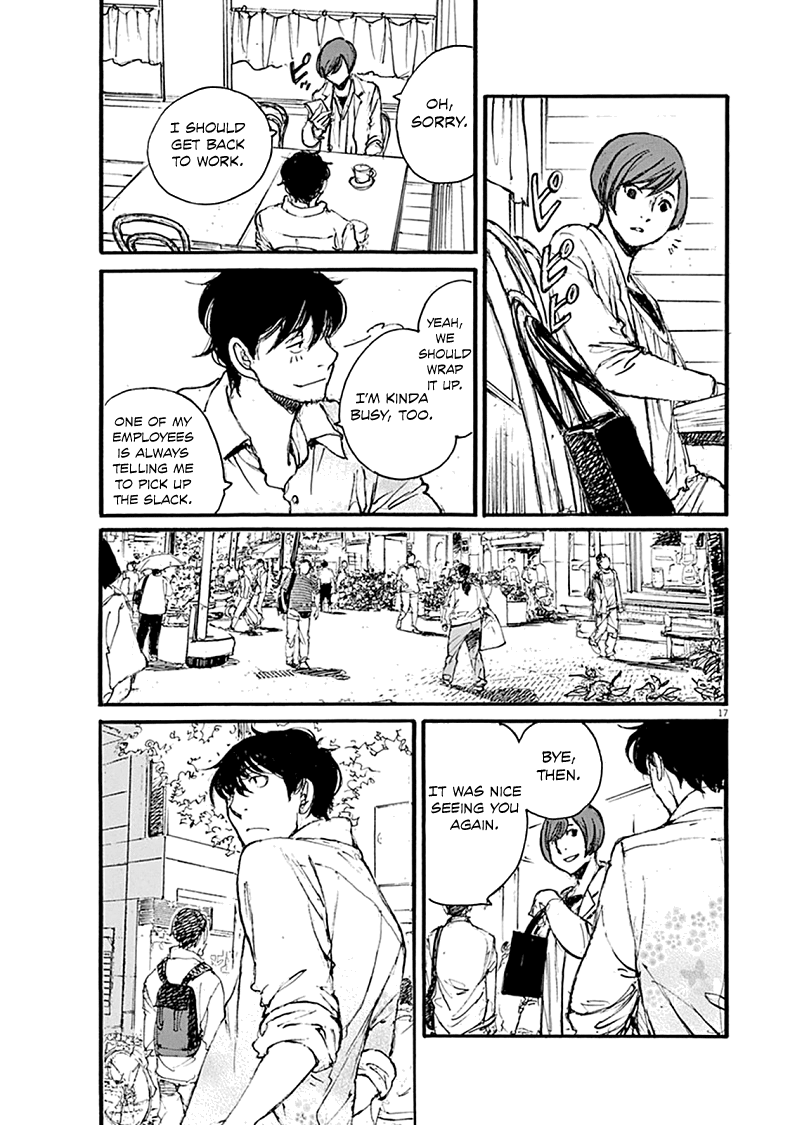 ピ
ピ
ピ
ピッ
OH,
SORRY.
I SHOULD
GET BACK
TO WORK.
YEAH,
WE
SHOULD
WRAP
IT UP.
I'M KINDA
BUSY, TOO.
ONE OF MY
EMPLOYEES
IS ALWAYS
TELLING ME
TO PICK UP
THE SLACK.
17
BYE,
THEN.
IT WAS NICE
SEEING YOU
AGAIN.